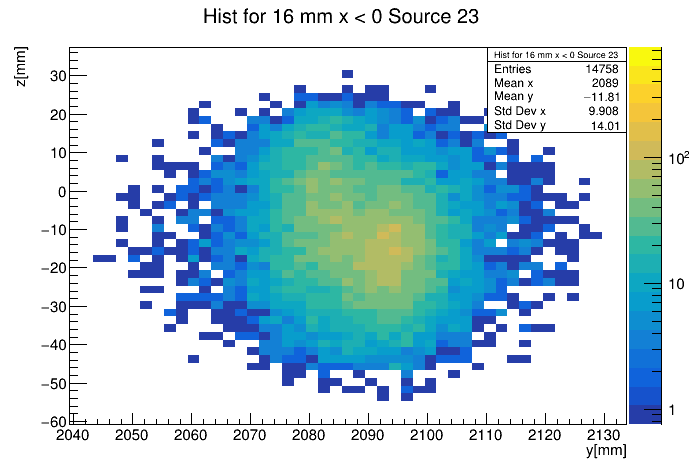 Hist for 16 mm x < 0 Source 23
z[mm]
Hist for 16 mm x < 0 Source 23
Entries 14758
Mean x 2089
Mean y −11.81
Std Dev x 9.908
Std Dev y 14.01
30
20
10
0
−10
−20
−30
−40
−50
−60
10²
10
1
2040 2050 2060 2070 2080 2090 2100 2110 2120 2130
y[mm]